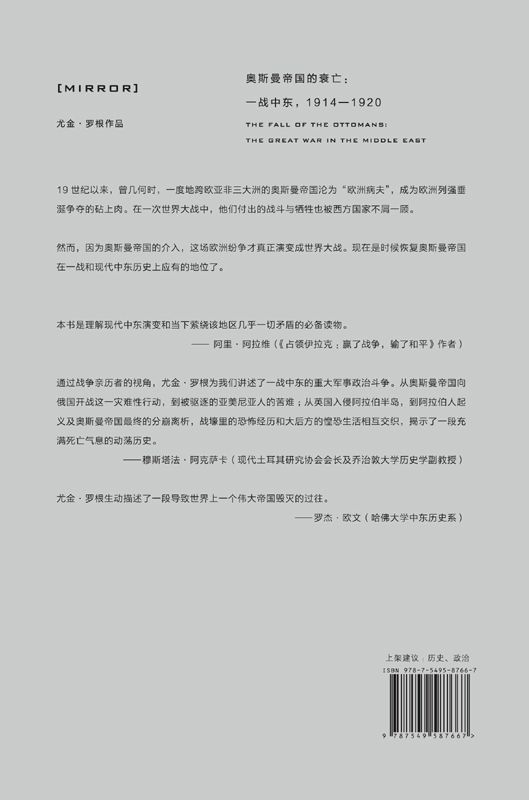 [MIRROR]
尤金·罗根作品
奥斯曼帝国的衰亡：
一战中东，1914—1920
THE FALL OF THE OTTOMANS:
THE GREAT WAR IN THE MIDDLE EAST
19 世纪以来，曾几何时，一度地跨欧亚非三大洲的奥斯曼帝国沦为“欧洲病夫”，成为欧洲列强垂
涎争夺的砧上肉。在一次世界大战中，他们付出的战斗与牺牲也被西方国家不屑一顾。
然而，因为奥斯曼帝国的介入，这场欧洲纷争才真正演变成世界大战。现在是时候恢复奥斯曼帝国
在一战和现代中东历史上应有的地位了。
本书是理解现代中东演变和当下萦绕该地区几乎一切矛盾的必备读物。
—— 阿里·阿拉维（《占领伊拉克：赢了战争，输了和平》作者）
通过战争亲历者的视角，尤金·罗根为我们讲述了一战中东的重大军事政治斗争。从奥斯曼帝国向
俄国开战这一灾难性行动，到被驱逐的亚美尼亚人的苦难；从英国入侵阿拉伯半岛，到阿拉伯人起
义及奥斯曼帝国最终的分崩离析，战壕里的恐怖经历和大后方的惶恐生活相互交织，揭示了一段充
满死亡气息的动荡历史。
——穆斯塔法·阿克萨卡（现代土耳其研究协会会长及乔治敦大学历史学副教授）
尤金·罗根生动描述了一段导致世界上一个伟大帝国毁灭的过往。
——罗杰·欧文（哈佛大学中东历史系）
上架建议：历史、政治
ISBN 978-7-5495-8766-7
9 787549 587667 >